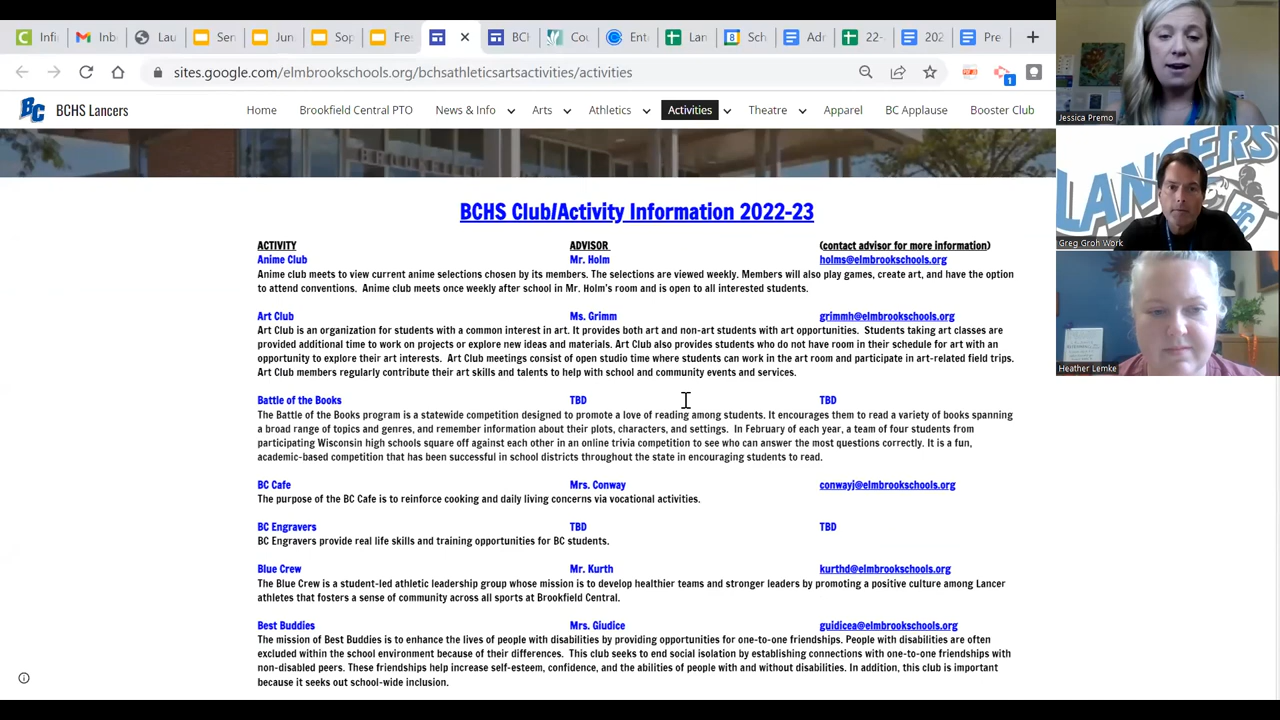 Infi
Inb
Lau
Sen
Jun
Sop
Fre
BCH
Cou
Ente
Lan
Sch
Adr
22-
202
Pre
sites.google.com/elmbrookschools.org/bchsathleticsartsactivities/activities
1
BC BCHS Lancers Home Brookfield Central PTO News & Info Arts Athletics Activities Theatre Apparel BC Applause Booster Club
BCHS Club/Activity Information 2022-23
ACTIVITY ADVISOR (contact advisor for more information)
Anime Club Mr. Holm holms@elmbrookschools.org
Anime club meets to view current anime selections chosen by its members. The selections are viewed weekly. Members will also play games, create art, and have the option
to attend conventions. Anime club meets once weekly after school in Mr. Holm's room and is open to all interested students.
Art Club Ms. Grimm grimmh@elmbrookschools.org
Art Club is an organization for students with a common interest in art. It provides both art and non-art students with art opportunities. Students taking art classes are
provided additional time to work on projects or explore new ideas and materials. Art Club also provides students who do not have room in their schedule for art with an
opportunity to explore their art interests. Art Club meetings consist of open studio time where students can work in the art room and participate in art-related field trips.
Art Club members regularly contribute their art skills and talents to help with school and community events and services.
Battle of the Books TBD TBD
The Battle of the Books program is a statewide competition designed to promote a love of reading among students. It encourages them to read a variety of books spanning
a broad range of topics and genres, and remember information about their plots, characters, and settings. In February of each year, a team of four students from
participating Wisconsin high schools square off against each other in an online trivia competition to see who can answer the most questions correctly. It is a fun,
academic-based competition that has been successful in school districts throughout the state in encouraging students to read.
BC Cafe Mrs. Conway conwayj@elmbrookschools.org
The purpose of the BC Cafe is to reinforce cooking and daily living concerns via vocational activities.
BC Engravers TBD TBD
BC Engravers provide real life skills and training opportunities for BC students.
Blue Crew Mr. Kurth kurthd@elmbrookschools.org
The Blue Crew is a student-led athletic leadership group whose mission is to develop healthier teams and stronger leaders by promoting a positive culture among Lancer
athletes that fosters a sense of community across all sports at Brookfield Central.
Best Buddies Mrs. Giudice guidicea@elmbrookschools.org
The mission of Best Buddies is to enhance the lives of people with disabilities by providing opportunities for one-to-one friendships. People with disabilities are often
excluded within the school environment because of their differences. This club seeks to end social isolation by establishing connections with one-to-one friendships with
non-disabled peers. These friendships help increase self-esteem, confidence, and the abilities of people with and without disabilities. In addition, this club is important
because it seeks out school-wide inclusion.
Jessica Premo
LANCERS
BC
Greg Groh Work
Heather Lemke